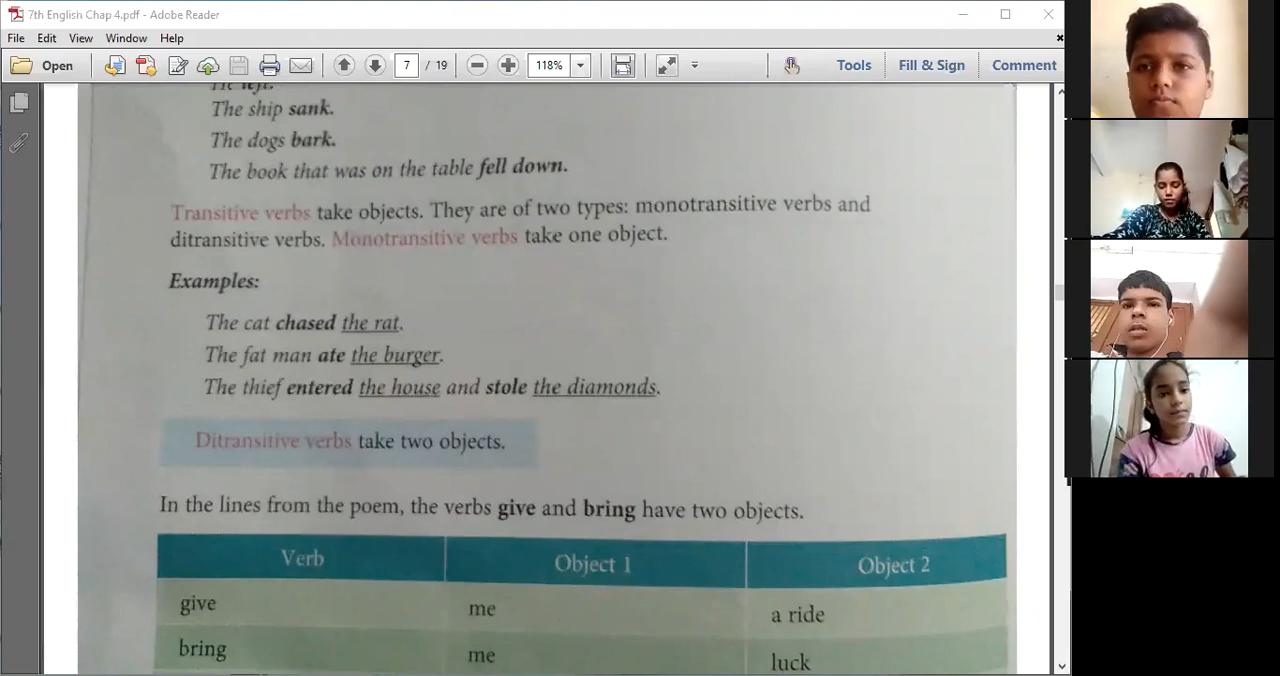 7th English Chap 4.pdf - Adobe Reader
File Edit View Window Help
Open 7 / 19 118% Tools Fill & Sign Comment
He left.
The ship sank.
The dogs bark.
The book that was on the table fell down.
Transitive verbs take objects. They are of two types: monotransitive verbs and
ditransitive verbs. Monotransitive verbs take one object.
Examples:
The cat chased the rat.
The fat man ate the burger.
The thief entered the house and stole the diamonds.
Ditransitive verbs take two objects.
In the lines from the poem, the verbs give and bring have two objects.
Verb Object 1 Object 2
give me a ride
bring me luck